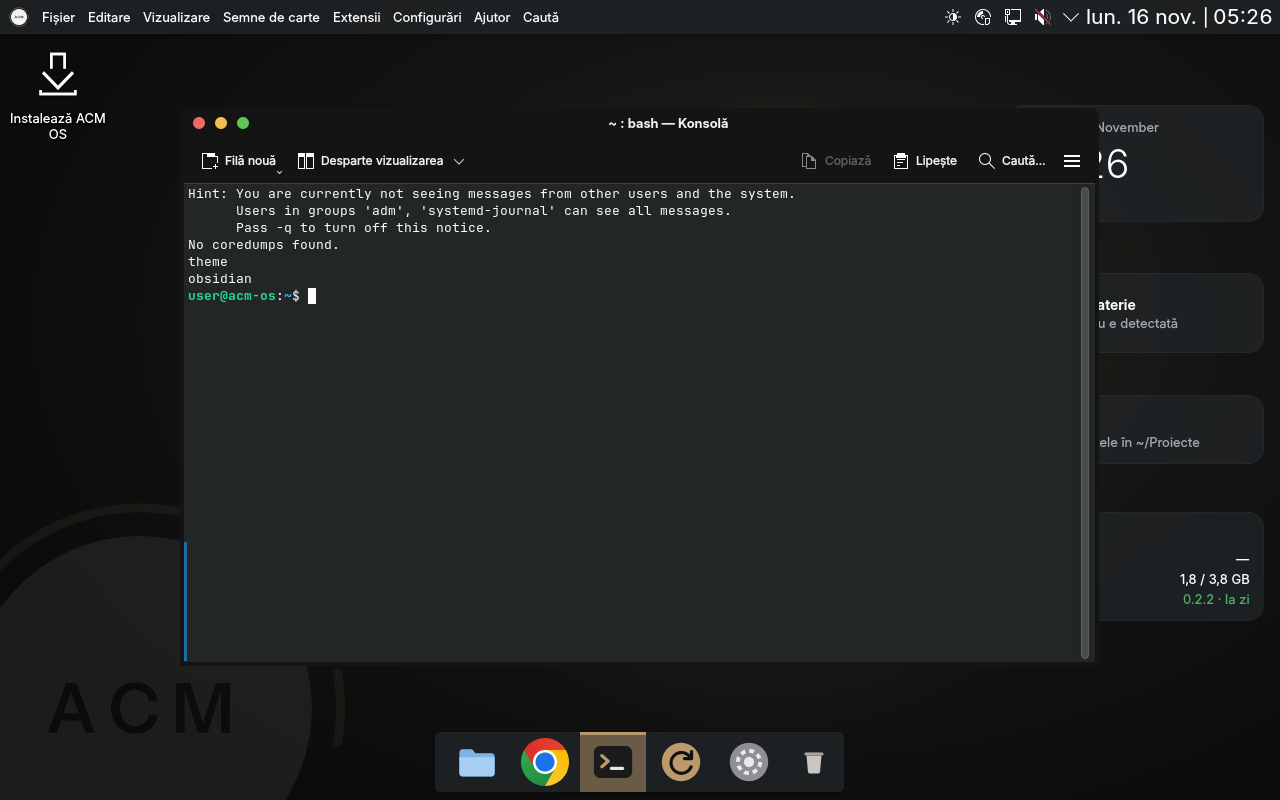 Fișier Editare Vizualizare Semne de carte Extensii Configurări Ajutor Caută
lun. 16 nov. | 05:26
Instalează ACM
OS
~ : bash — Konsolă
Filă nouă
Desparte vizualizarea
Copiază
Lipește
Caută...
Hint: You are currently not seeing messages from other users and the system.
Users in groups 'adm', 'systemd-journal' can see all messages.
Pass -q to turn off this notice.
No coredumps found.
theme
obsidian
user@acm-os:~$
November
26
aterie
u e detectată
ele în ~/Proiecte
—
1,8 / 3,8 GB
0.2.2 · la zi
ACM